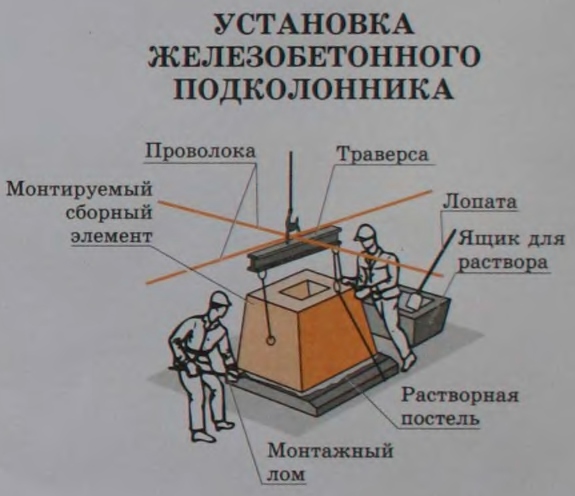 УСТАНОВКА
ЖЕЛЕЗОБЕТОННОГО
ПОДКОЛОННИКА
Проволока
Траверса
Монтируемый
сборный
элемент
Лопата
Ящик для
раствора
Растворная
постель
Монтажный
лом